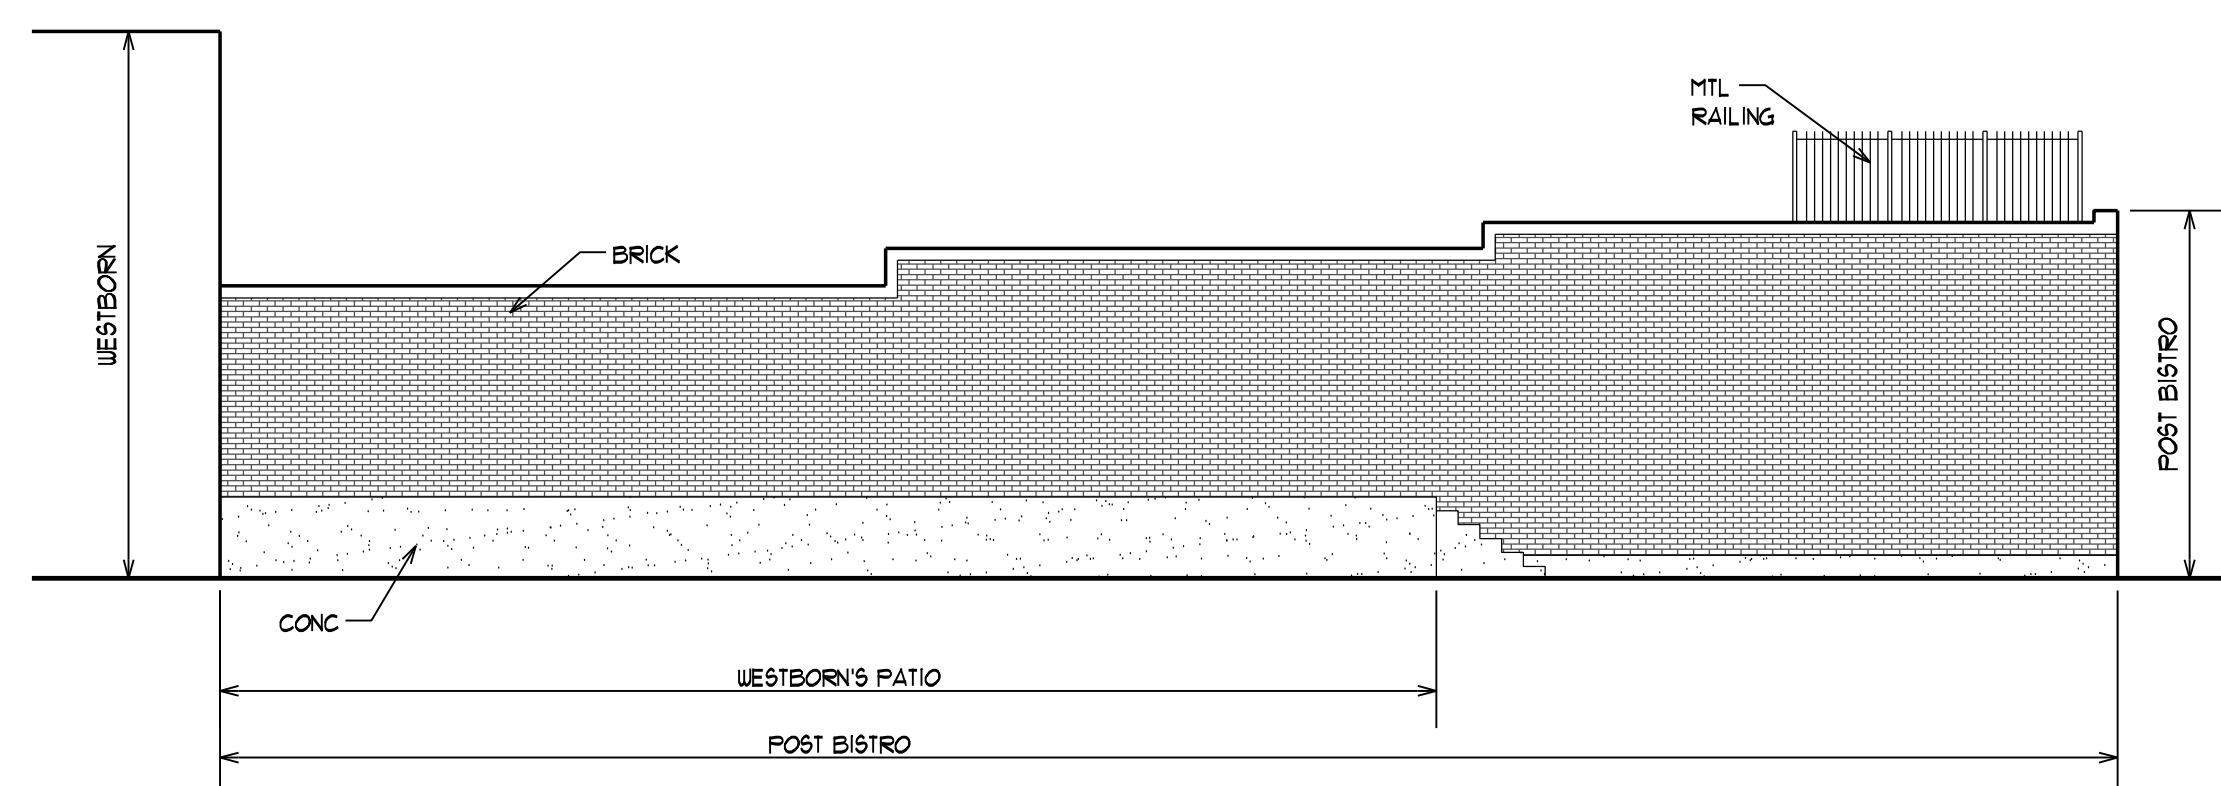 MTL
RAILING
BRICK
WESTBORN
POST BISTRO
CONC
WESTBORN'S PATIO
POST BISTRO